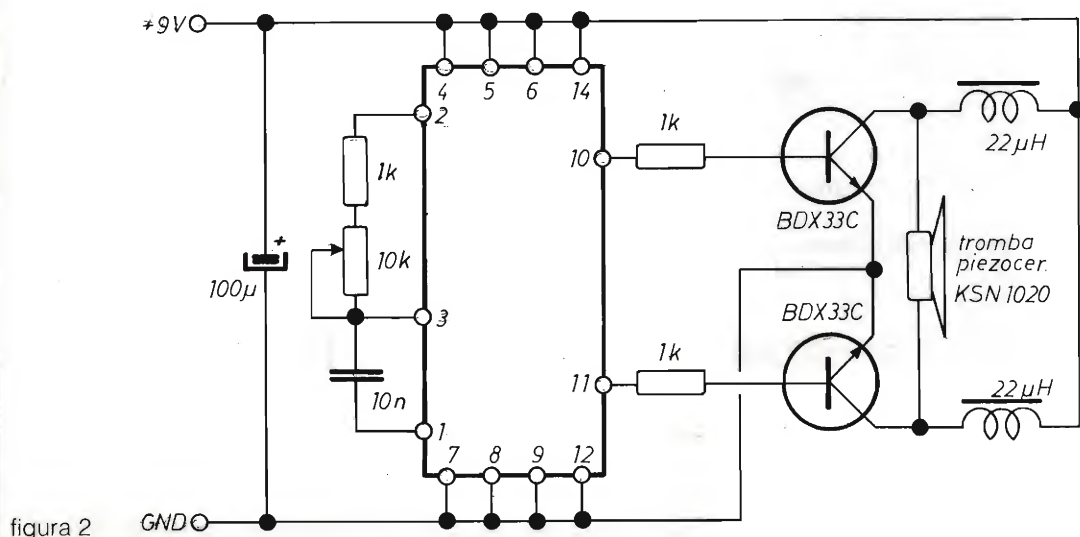 +9V
4 5 6 14
2
1k
10k
3
10n
1
100µ
+
10
1k
BDX33C
22µH
tromba
piezocer.
KSN 1020
BDX33C
11
1k
22µH
7 8 9 12
figura 2
GND